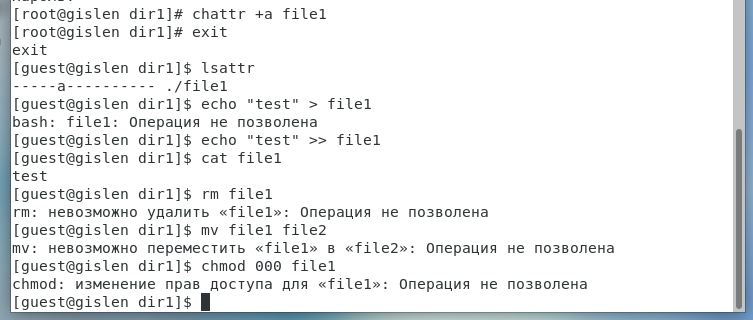 [root@gislen dir1]# chattr +a file1
[root@gislen dir1]# exit
exit
[guest@gislen dir1]$ lsattr
-----a---------- ./file1
[guest@gislen dir1]$ echo "test" > file1
bash: file1: Операция не позволена
[guest@gislen dir1]$ echo "test" >> file1
[guest@gislen dir1]$ cat file1
test
[guest@gislen dir1]$ rm file1
rm: невозможно удалить «file1»: Операция не позволена
[guest@gislen dir1]$ mv file1 file2
mv: невозможно переместить «file1» в «file2»: Операция не позволена
[guest@gislen dir1]$ chmod 000 file1
chmod: изменение прав доступа для «file1»: Операция не позволена
[guest@gislen dir1]$